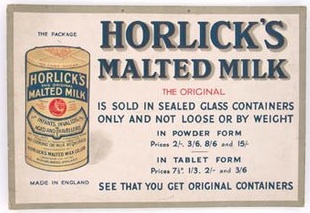 THE PACKAGE
HORLICK'S
MALTED MILK
THE ORIGINAL
IS SOLD IN SEALED GLASS CONTAINERS
ONLY AND NOT LOOSE OR BY WEIGHT
IN POWDER FORM
Prices 2/-, 3/6, 8/6 and 15/-
IN TABLET FORM
Prices 7½ᵈ, 1/3, 2/- and 3/6
SEE THAT YOU GET ORIGINAL CONTAINERS
HORLICK'S
MALTED MILK
INFANTS, INVALIDS,
AGED AND TRAVELLERS
MADE IN ENGLAND